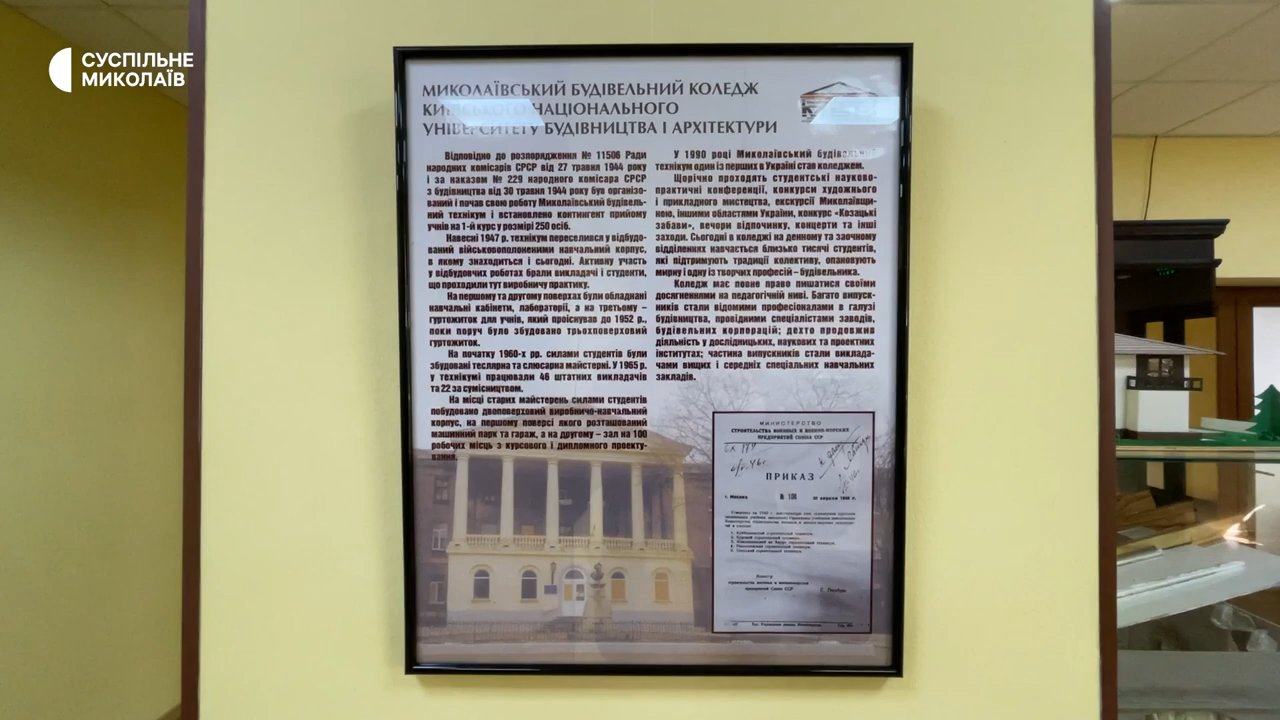 СУСПІЛЬНЕ
МИКОЛАЇВ
МИКОЛАЇВСЬКИЙ БУДІВЕЛЬНИЙ КОЛЕДЖ
КИЇВСЬКОГО НАЦІОНАЛЬНОГО
УНІВЕРСИТЕТУ БУДІВНИЦТВА І АРХІТЕКТУРИ
Відповідно до розпорядження № 11506 Ради
народних комісарів СРСР від 27 травня 1944 року
і за наказом № 229 народного комісара СРСР
з будівництва від 30 травня 1944 року був організо-
ваний і почав свою роботу Миколаївський будівель-
ний технікум і встановлено контингент прийому
учнів на 1-й курс у розмірі 250 осіб.
Навесні 1947 р. технікум переселився у відбудо-
ований військовополоненими навчальний корпус,
в якому знаходиться і сьогодні. Активну участь
у відбудовчих роботах брали викладачі і студенти,
що проходили тут виробничу практику.
На першому та другому поверхах були обладнані
навчальні кабінети, лабораторії, а на третьому –
гуртожиток для учнів, який проіснував до 1952 р.,
поки поруч було збудовано трьохповерховий
гуртожиток.
На початку 1960-х рр. силами студентів були
збудовані теслярна та слюсарна майстерні. У 1965 р.
у технікумі працювали 46 штатних викладачів
та 22 за сумісництвом.
На місці старих майстерень силами студентів
побудовано двоповерховий виробничо-навчальний
корпус, на першому поверсі якого розташований
машинний парк та гараж, а на другому – зал на 100
робочих місць з курсового і дипломного проекту-
вання.
У 1990 році Миколаївський будівельний
технікум один із перших в Україні став коледжем.
Щорічно проходять студентські науково-
практичні конференції, конкурси художнього
і прикладного мистецтва, екскурсії Миколаївщи-
ною, іншими областями України, конкурс «Козацькі
забави», вечори відпочинку, концерти та інші
заходи. Сьогодні в коледжі на денному та заочному
відділеннях навчається близько тисячі студентів,
які підтримують традиції колективу, опановують
мирну і одну із творчих професій – будівельника.
Коледж має повне право пишатися своїми
досягненнями на педагогічній ниві. Багато випуск-
ників стали відомими професіоналами в галузі
будівництва, провідними спеціалістами заводів,
будівельних корпорацій; дехто продовжив
діяльність у дослідницьких, наукових та проектних
інститутах; частина випускників стали виклада-
чами вищих і середніх спеціальних навчальних
закладів.
МИНИСТЕРСТВО
СТРОИТЕЛЬСТВА ВОЕННЫХ И ВОЕННО-МОРСКИХ
ПРЕДПРИЯТИЙ СОЮЗА ССР
ПРИКАЗ
г. Москва № 108